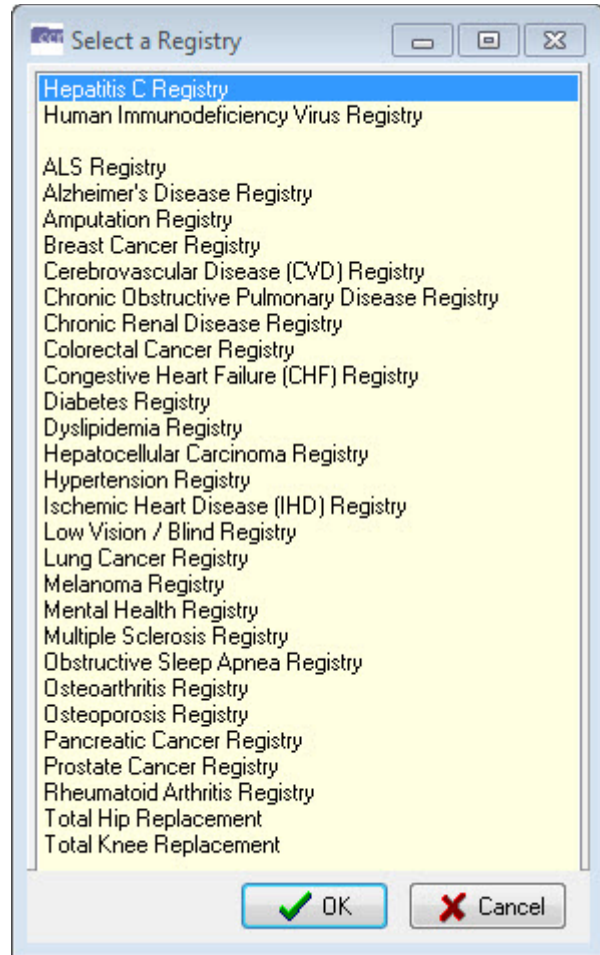 ccr Select a Registry
Hepatitis C Registry
Human Immunodeficiency Virus Registry
ALS Registry
Alzheimer's Disease Registry
Amputation Registry
Breast Cancer Registry
Cerebrovascular Disease (CVD) Registry
Chronic Obstructive Pulmonary Disease Registry
Chronic Renal Disease Registry
Colorectal Cancer Registry
Congestive Heart Failure (CHF) Registry
Diabetes Registry
Dyslipidemia Registry
Hepatocellular Carcinoma Registry
Hypertension Registry
Ischemic Heart Disease (IHD) Registry
Low Vision / Blind Registry
Lung Cancer Registry
Melanoma Registry
Mental Health Registry
Multiple Sclerosis Registry
Obstructive Sleep Apnea Registry
Osteoarthritis Registry
Osteoporosis Registry
Pancreatic Cancer Registry
Prostate Cancer Registry
Rheumatoid Arthritis Registry
Total Hip Replacement
Total Knee Replacement
OK Cancel